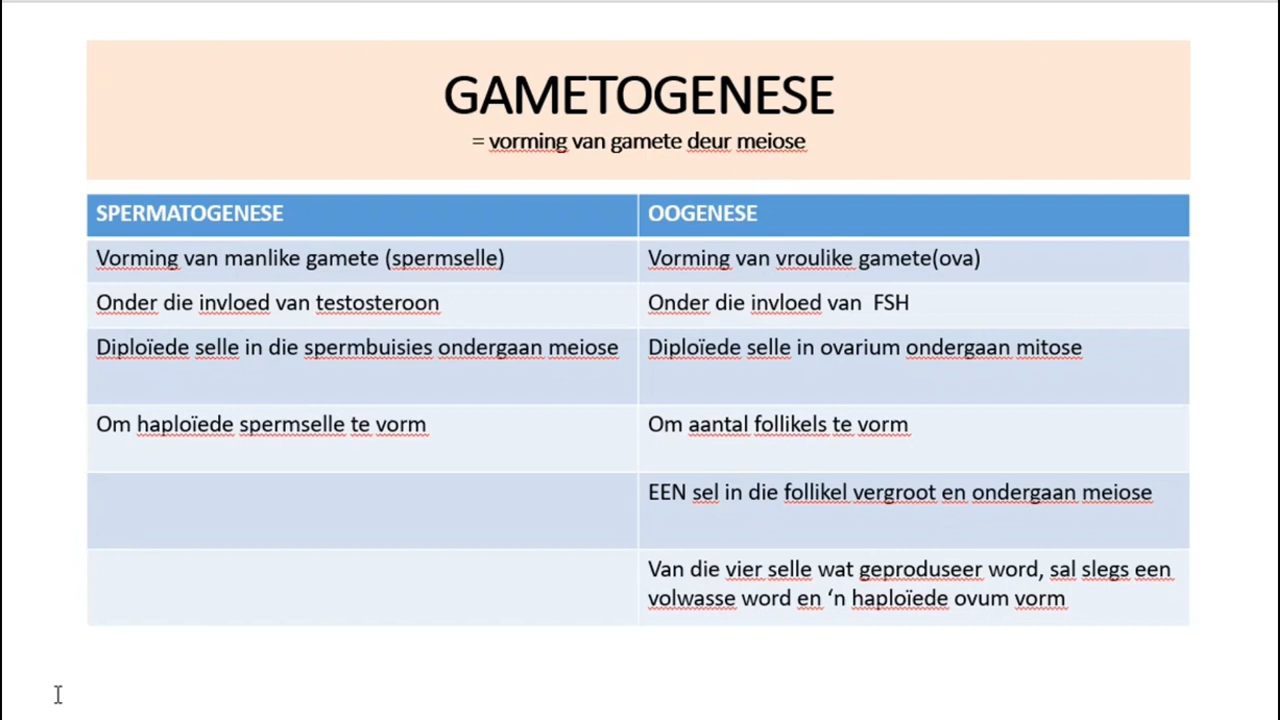 GAMETOGENESE
= vorming van gamete deur meiose
SPERMATOGENESE
OOGENESE
Vorming van manlike gamete (spermselle)
Vorming van vroulike gamete(ova)
Onder die invloed van testosteroon
Onder die invloed van  FSH
Diploïede selle in die spermbuisies ondergaan meiose
Diploïede selle in ovarium ondergaan mitose
Om haploïede spermselle te vorm
Om aantal follikels te vorm
EEN sel in die follikel vergroot en ondergaan meiose
Van die vier selle wat geproduseer word, sal slegs een
volwasse word en ‘n haploïede ovum vorm